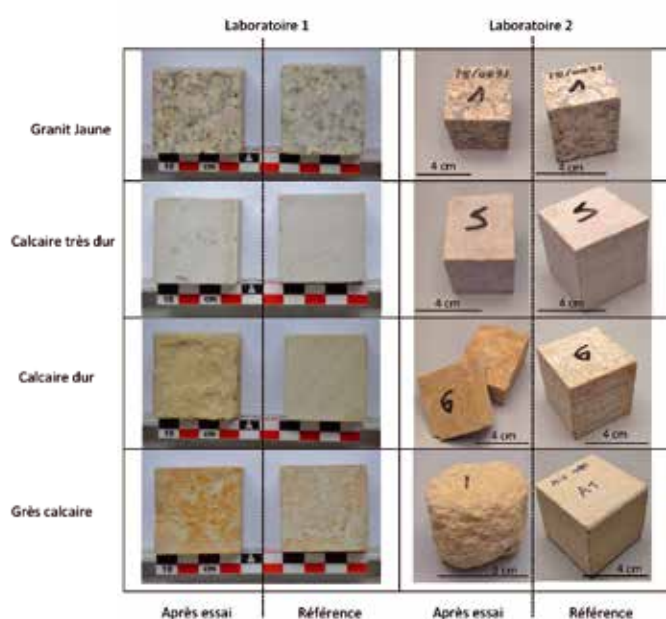 Laboratoire 1 Laboratoire 2
Granit Jaune
1
1
4 cm 4 cm
Calcaire très dur
5
5
4 cm 4 cm
Calcaire dur
6
6
4 cm 4 cm
Grès calcaire
1
A1
4 cm
Après essai Référence Après essai Référence